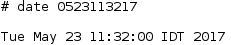 # date 0523113217
Tue May 23 11:32:00 IDT 2017